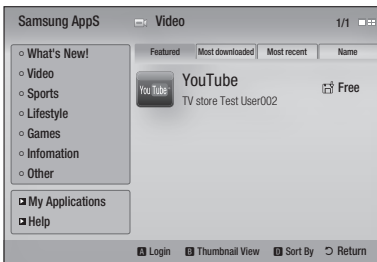 Samsung AppS
Video
1/1
What's New!
Video
Sports
Lifestyle
Games
Infomation
Other
My Applications
Help
Featured
Most downloaded
Most recent
Name
You Tube
YouTube
TV store Test User002
Free
A Login
B Thumbnail View
D Sort By
Return